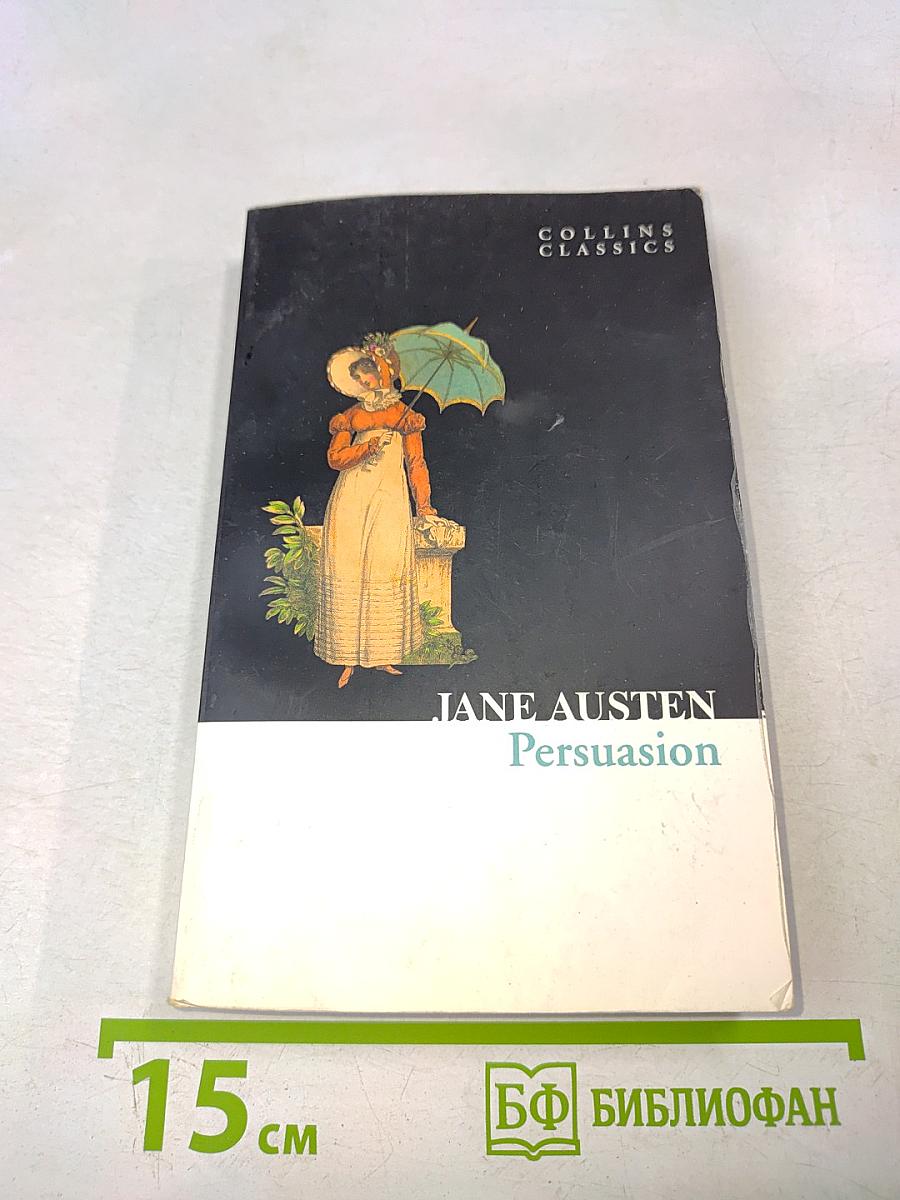 COLLINS
CLASSICS
JANE AUSTEN
Persuasion
15 см
БФ БИБЛИОФАН